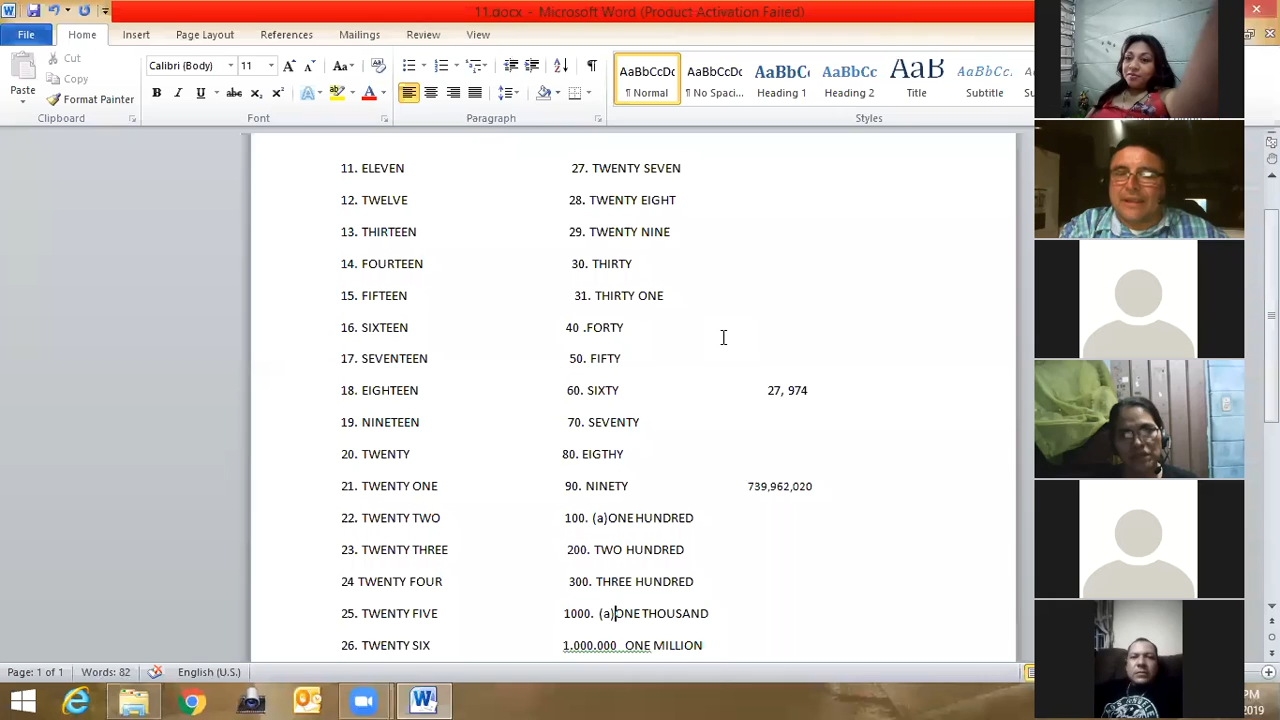 11.docx - Microsoft Word (Product Activation Failed)
File Home Insert Page Layout References Mailings Review View
Paste
Cut
Copy
Format Painter
Calibri (Body) 11
Clipboard Font Paragraph Styles
AaBbCcDc AaBbCcDc AaBbC AaBbCc AaB AaBbCc.
¶ Normal ¶ No Spaci... Heading 1 Heading 2 Title Subtitle
11. ELEVEN 27. TWENTY SEVEN
12. TWELVE 28. TWENTY EIGHT
13. THIRTEEN 29. TWENTY NINE
14. FOURTEEN 30. THIRTY
15. FIFTEEN 31. THIRTY ONE
16. SIXTEEN 40 .FORTY
17. SEVENTEEN 50. FIFTY
18. EIGHTEEN 60. SIXTY 27, 974
19. NINETEEN 70. SEVENTY
20. TWENTY 80. EIGTHY
21. TWENTY ONE 90. NINETY 739,962,020
22. TWENTY TWO 100. (a)ONE HUNDRED
23. TWENTY THREE 200. TWO HUNDRED
24 TWENTY FOUR 300. THREE HUNDRED
25. TWENTY FIVE 1000. (a)ONE THOUSAND
26. TWENTY SIX 1.000.000 ONE MILLION
Page: 1 of 1 Words: 82 English (U.S.)
PM
2019